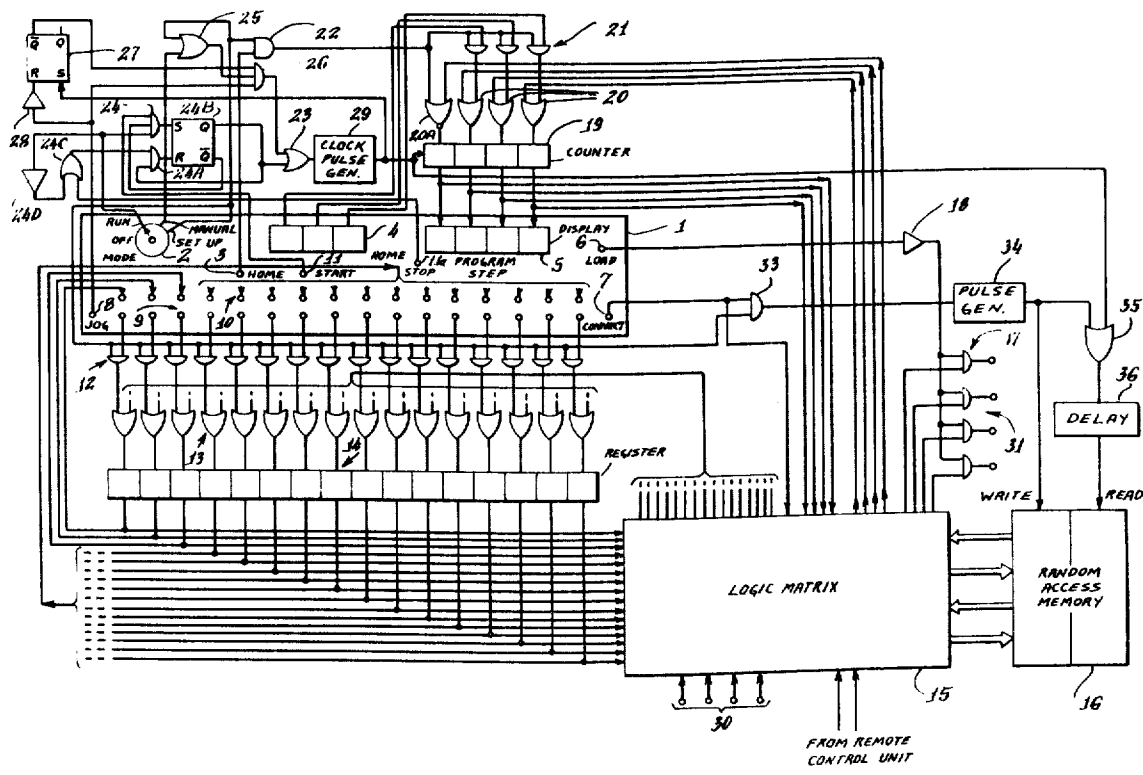 25
22
21
Q̅ Q
27
26
R S
20
28
24
24B
23
29
20A
19
S Q
CLOCK PULSE GEN.
COUNTER
24C
R Q̅
24A
24D
1
RUN
MANUAL
SET UP
OFF
MODE
2
3
4
DISPLAY
6
LOAD
18
34
HOME
11
START
HOME
STOP
11a
PROGRAM STEP
5
33
PULSE GEN.
8
JOG
9
10
7
CONVERT
35
17
12
36
DELAY
31
13
14
REGISTER
WRITE
READ
LOGIC MATRIX
RANDOM ACCESS MEMORY
15
16
30
FROM REMOTE
CONTROL UNIT